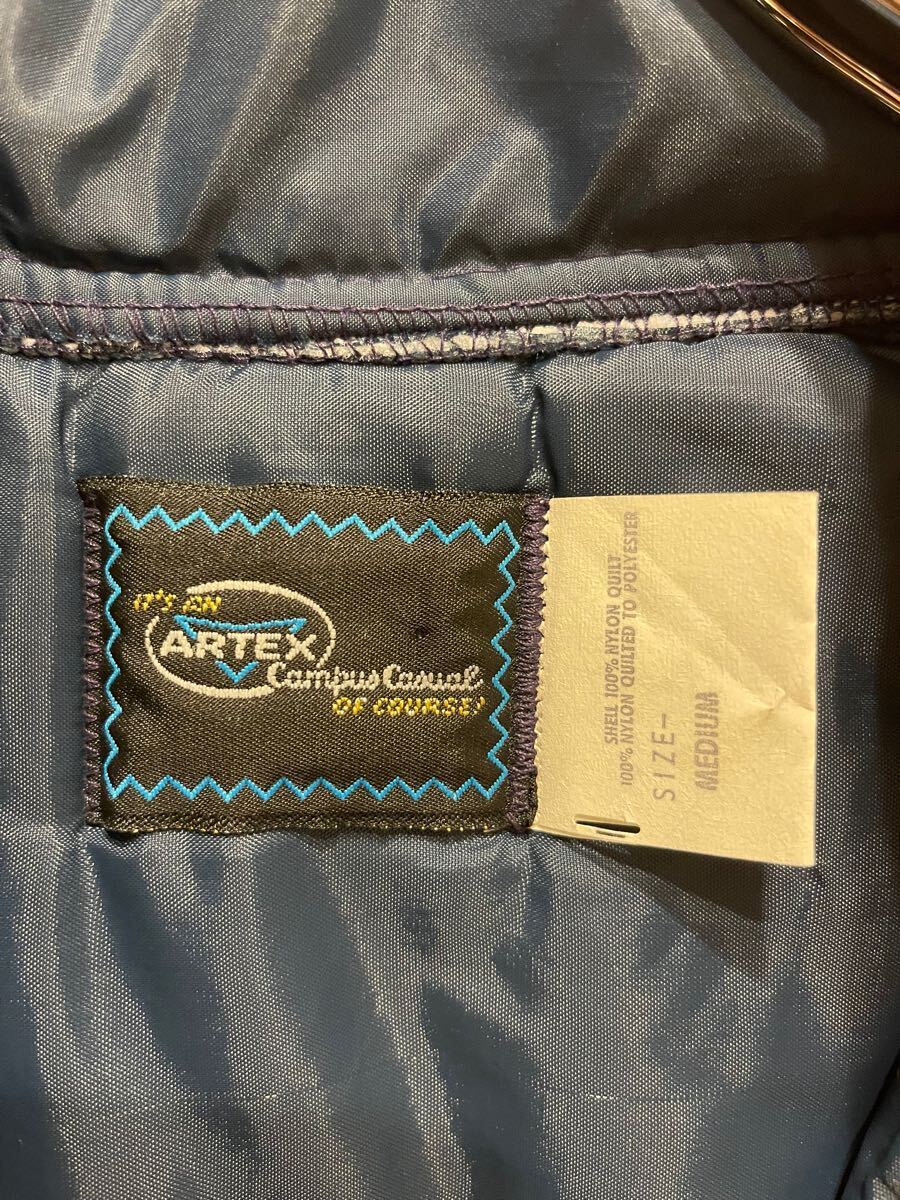 IT'S AN
ARTEX
Campus Casual
OF COURSE!
SHELL 100% NYLON QUILT
100% NYLON QUILTED TO POLYESTER
SIZE-
MEDIUM